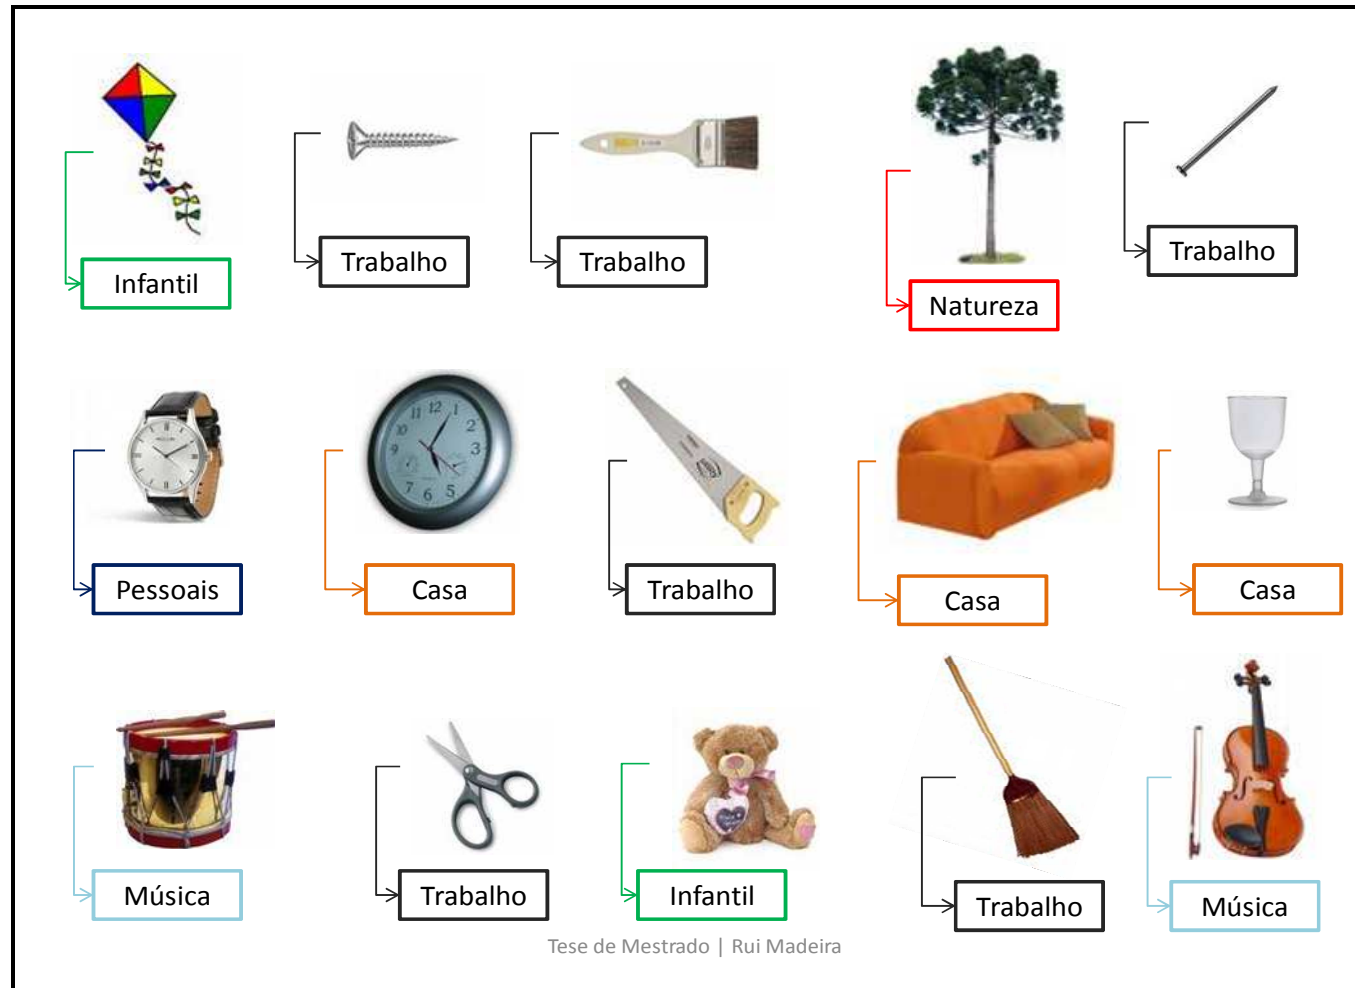 Infantil
Trabalho
Trabalho
Natureza
Trabalho
Pessoais
Casa
Trabalho
Casa
Casa
Música
Trabalho
Infantil
Trabalho
Música
Tese de Mestrado | Rui Madeira